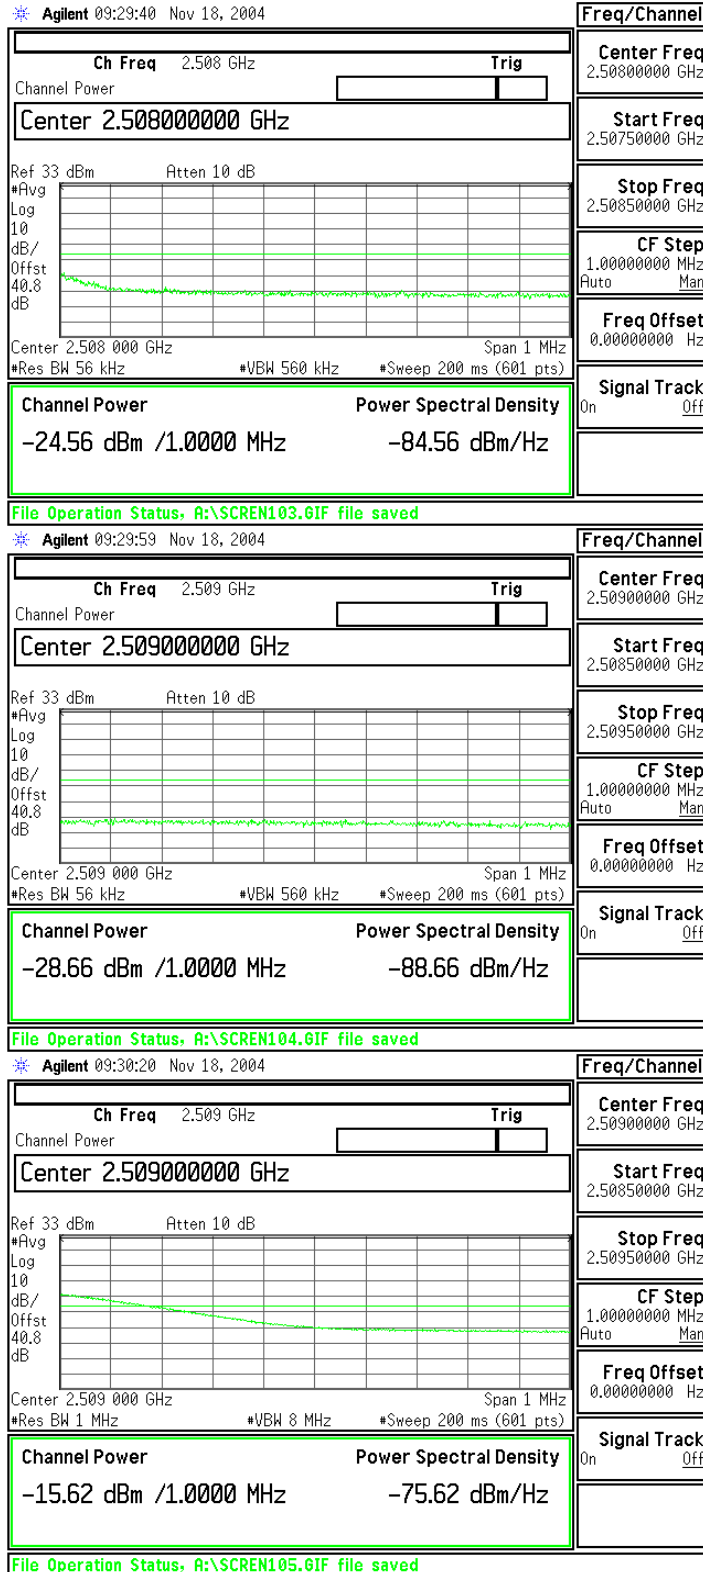 Agilent 09:29:40 Nov 18, 2004 Freq/Channel
Ch Freq 2.508 GHz Trig
Channel Power
Center 2.508000000 GHz
Center Freq
2.50800000 GHz
Start Freq
2.50750000 GHz
Stop Freq
2.50850000 GHz
CF Step
1.00000000 MHz
Auto Man
Freq Offset
0.00000000 Hz
Signal Track
On Off
Ref 33 dBm Atten 10 dB
#Avg
Log
10
dB/
Offst
40.8
dB
Center 2.508 000 GHz Span 1 MHz
#Res BW 56 kHz #VBW 560 kHz #Sweep 200 ms (601 pts)
Channel Power Power Spectral Density
-24.56 dBm /1.0000 MHz -84.56 dBm/Hz
File Operation Status, A:\SCREN103.GIF file saved
Agilent 09:29:59 Nov 18, 2004 Freq/Channel
Ch Freq 2.509 GHz Trig
Channel Power
Center 2.509000000 GHz
Center Freq
2.50900000 GHz
Start Freq
2.50850000 GHz
Stop Freq
2.50950000 GHz
CF Step
1.00000000 MHz
Auto Man
Freq Offset
0.00000000 Hz
Signal Track
On Off
Ref 33 dBm Atten 10 dB
#Avg
Log
10
dB/
Offst
40.8
dB
Center 2.509 000 GHz Span 1 MHz
#Res BW 56 kHz #VBW 560 kHz #Sweep 200 ms (601 pts)
Channel Power Power Spectral Density
-28.66 dBm /1.0000 MHz -88.66 dBm/Hz
File Operation Status, A:\SCREN104.GIF file saved
Agilent 09:30:20 Nov 18, 2004 Freq/Channel
Ch Freq 2.509 GHz Trig
Channel Power
Center 2.509000000 GHz
Center Freq
2.50900000 GHz
Start Freq
2.50850000 GHz
Stop Freq
2.50950000 GHz
CF Step
1.00000000 MHz
Auto Man
Freq Offset
0.00000000 Hz
Signal Track
On Off
Ref 33 dBm Atten 10 dB
#Avg
Log
10
dB/
Offst
40.8
dB
Center 2.509 000 GHz Span 1 MHz
#Res BW 1 MHz #VBW 8 MHz #Sweep 200 ms (601 pts)
Channel Power Power Spectral Density
-15.62 dBm /1.0000 MHz -75.62 dBm/Hz
File Operation Status, A:\SCREN105.GIF file saved